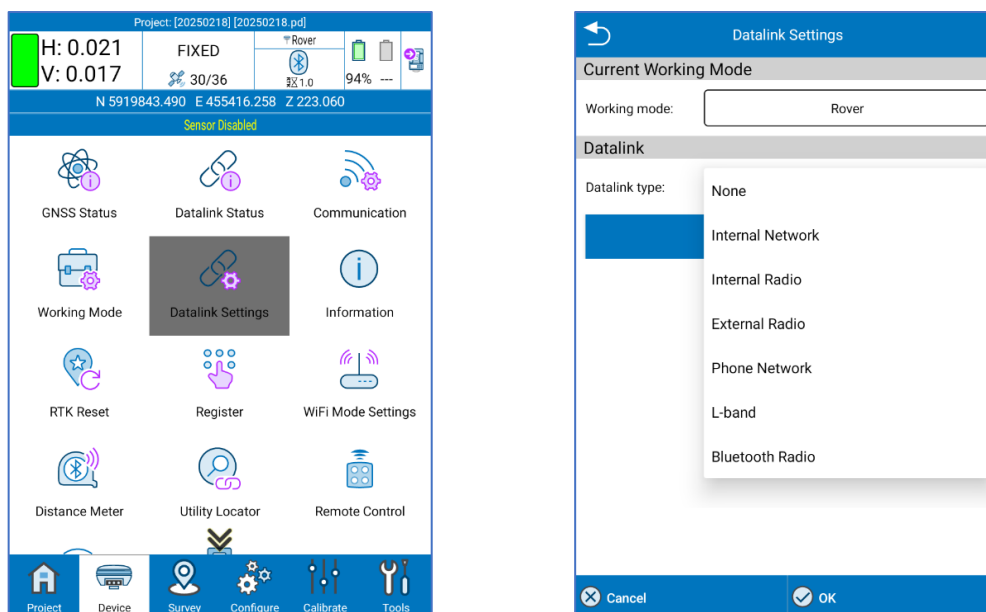 Project: [20250218] [20250218.pd]
H: 0.021
V: 0.017
FIXED
30/36
Rover
1.0
94% ---
N 5919843.490 E 455416.258 Z 223.060
Sensor Disabled
GNSS Status
Datalink Status
Communication
Working Mode
Datalink Settings
Information
RTK Reset
Register
WiFi Mode Settings
Distance Meter
Utility Locator
Remote Control
Project
Device
Survey
Configure
Calibrate
Tools
Datalink Settings
Current Working Mode
Working mode: Rover
Datalink
Datalink type:
None
Internal Network
Internal Radio
External Radio
Phone Network
L-band
Bluetooth Radio
Cancel
OK